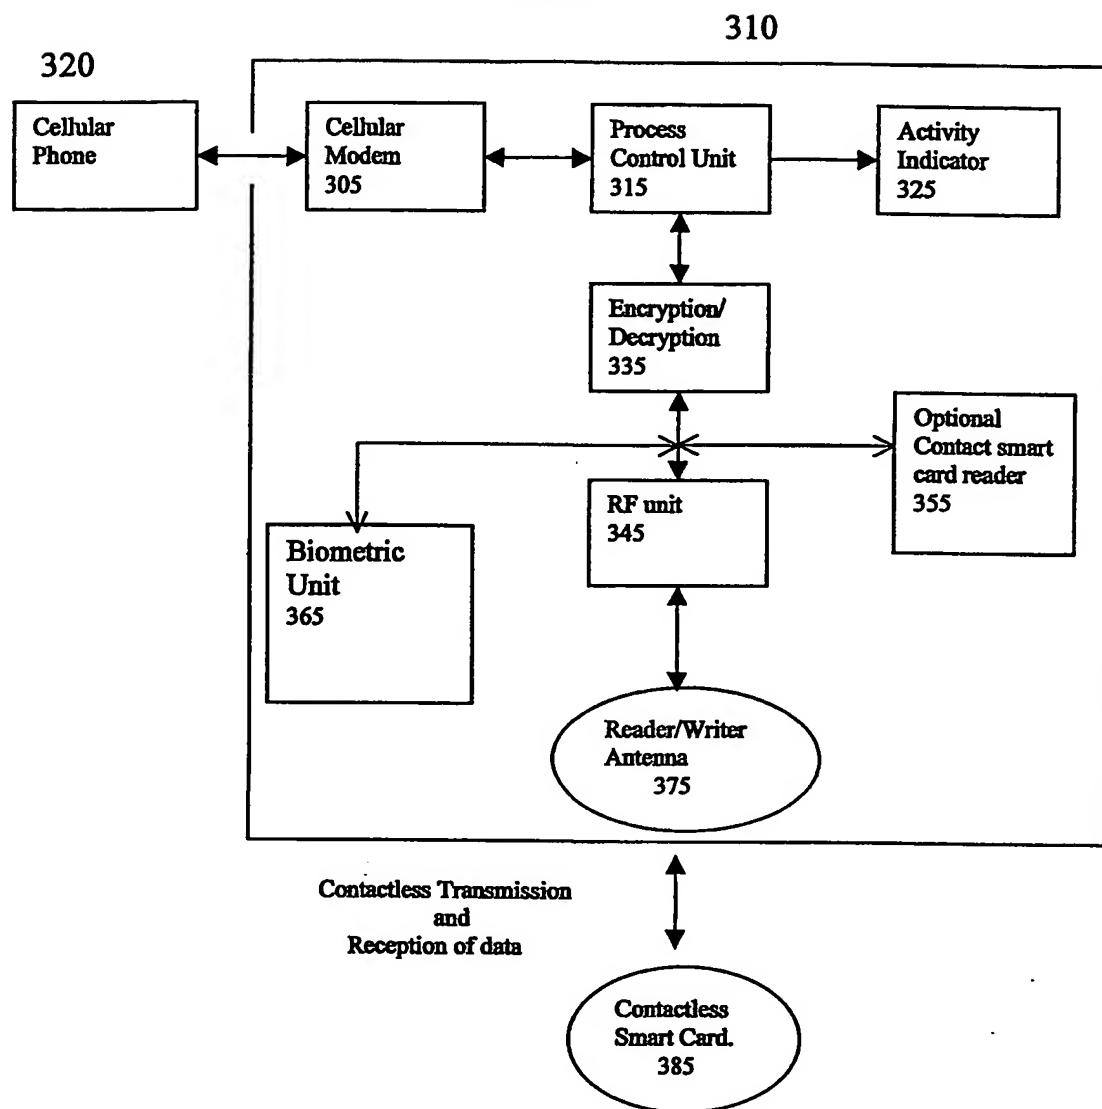 310
320
Cellular
Phone
Cellular
Modem
305
Process
Control Unit
315
Activity
Indicator
325
Encryption/
Decryption
335
Optional
Contact smart
card reader
355
RF unit
345
Biometric
Unit
365
Reader/Writer
Antenna
375
Contactless Transmission
and
Reception of data
Contactless
Smart Card.
385